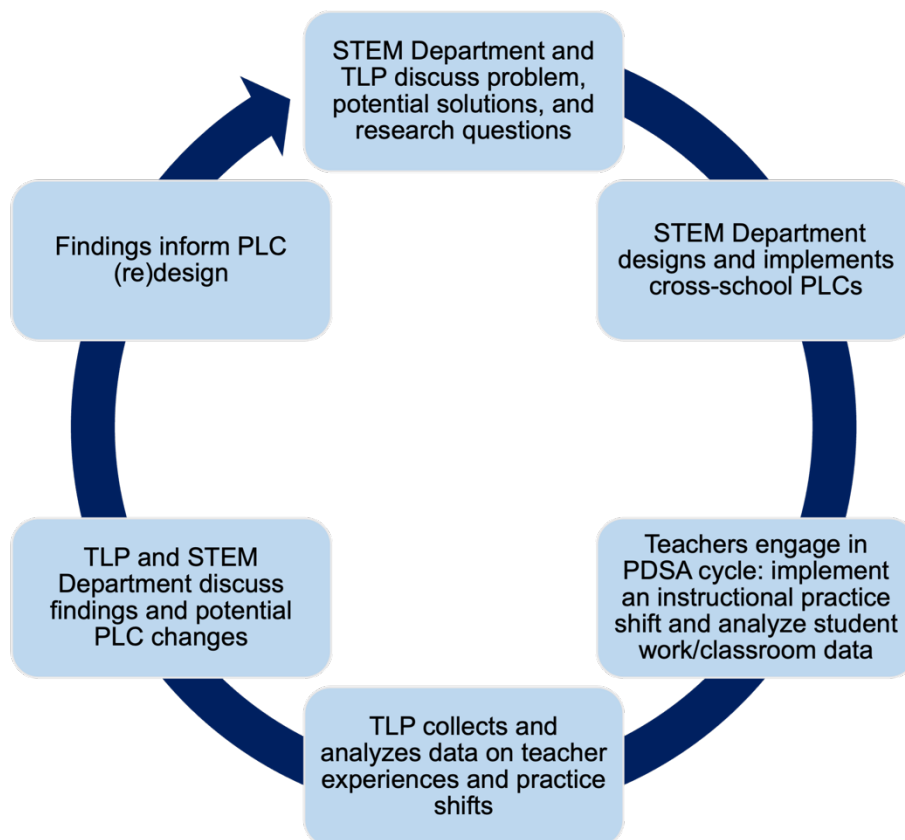 STEM Department and
TLP discuss problem,
potential solutions, and
research questions
STEM Department
designs and implements
cross-school PLCs
Teachers engage in
PDSA cycle: implement
an instructional practice
shift and analyze student
work/classroom data
TLP collects and
analyzes data on teacher
experiences and practice
shifts
TLP and STEM
Department discuss
findings and potential
PLC changes
Findings inform PLC
(re)design